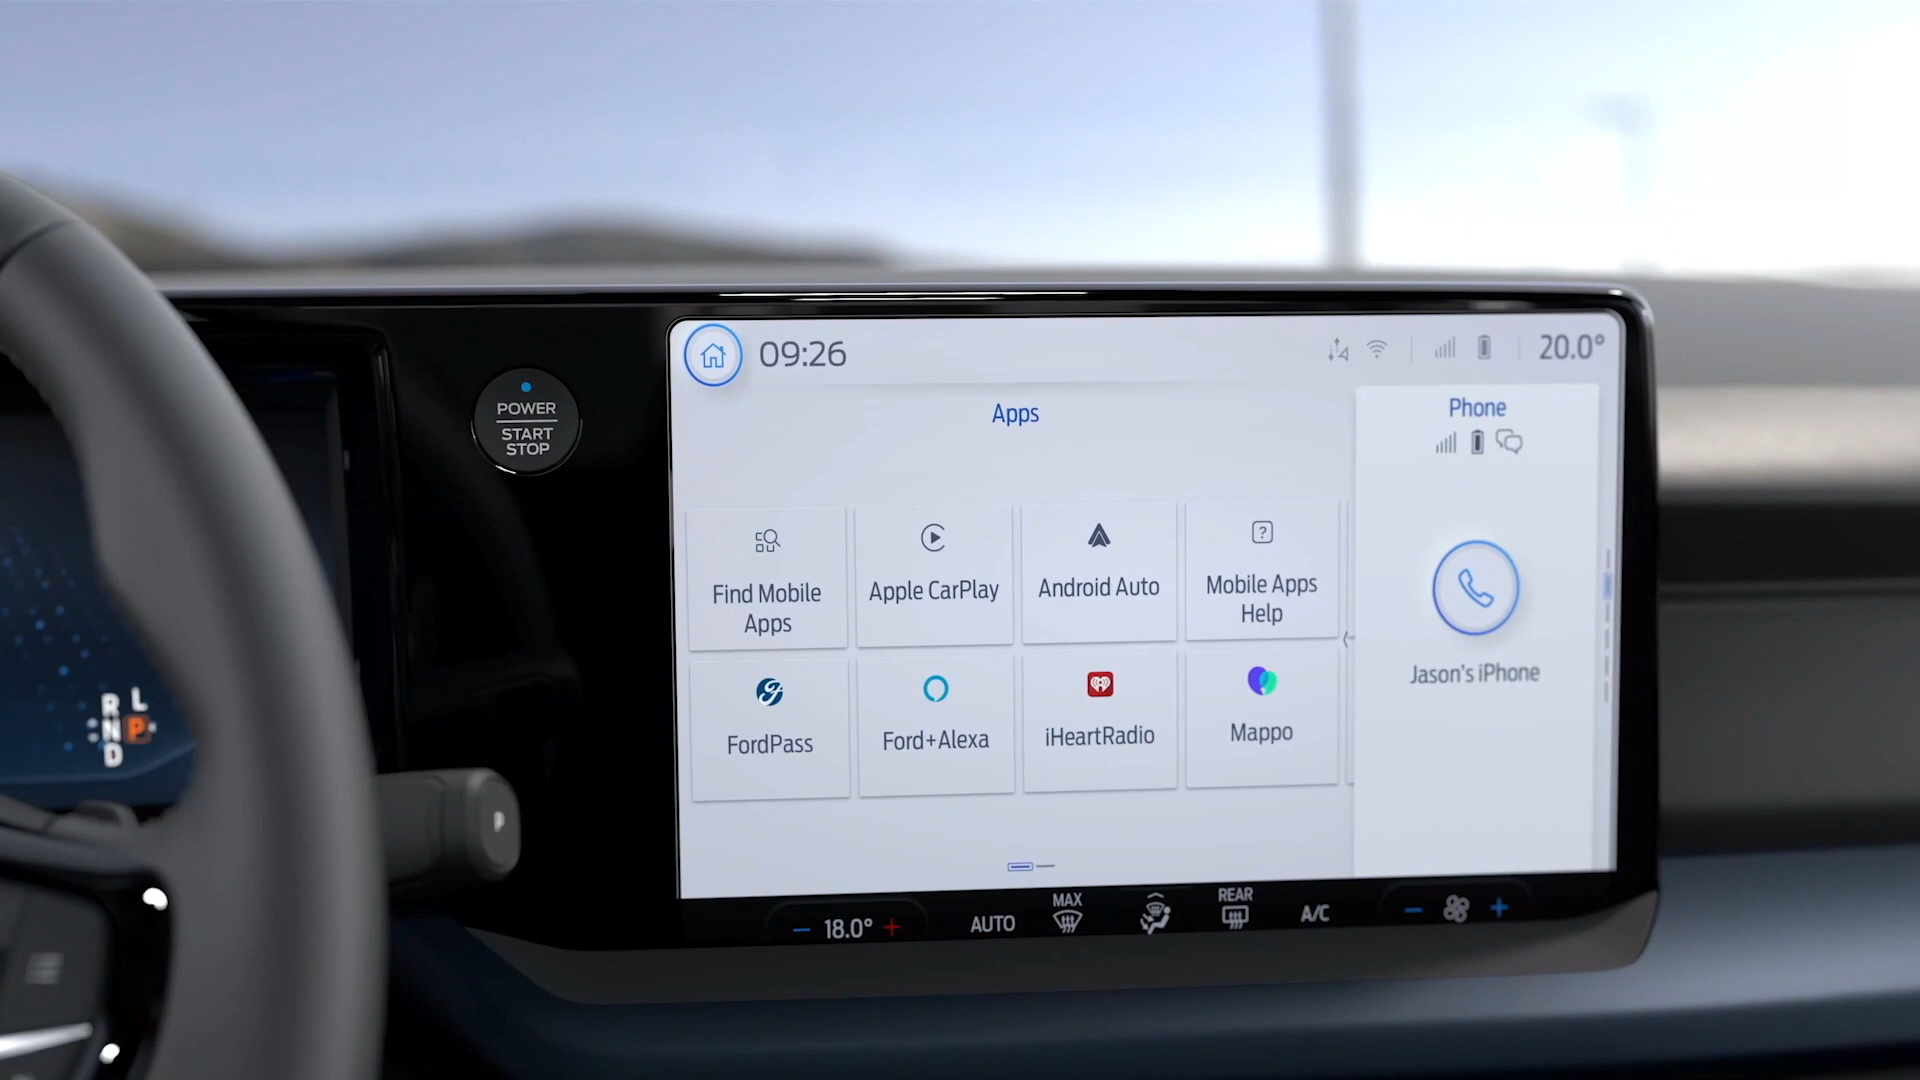 09:26
20.0°
POWER
START
STOP
Apps
Phone
Find Mobile
Apps
Apple CarPlay
Android Auto
Mobile Apps
Help
Jason's iPhone
FordPass
Ford+Alexa
iHeartRadio
Mappo
R L
N P
D
P
− 18.0° +
AUTO
MAX
REAR
A/C
− +